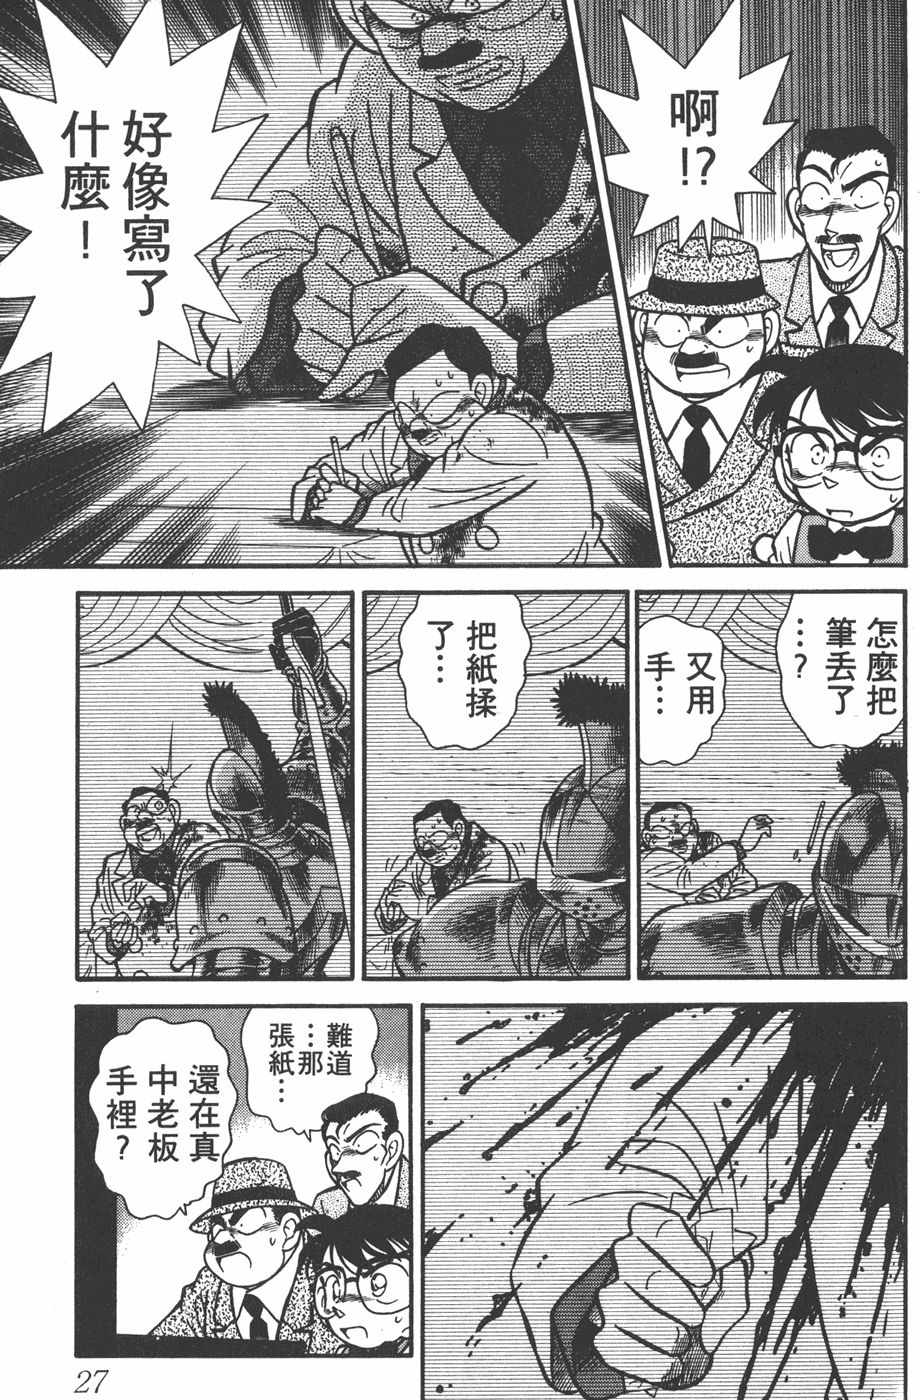 啊
!?
好像寫了
什麼！
怎麼把
筆丟了
…？
又用
手…
把紙揉
了…
難道
…那
張紙…
還在真
中老板
手裡？
27